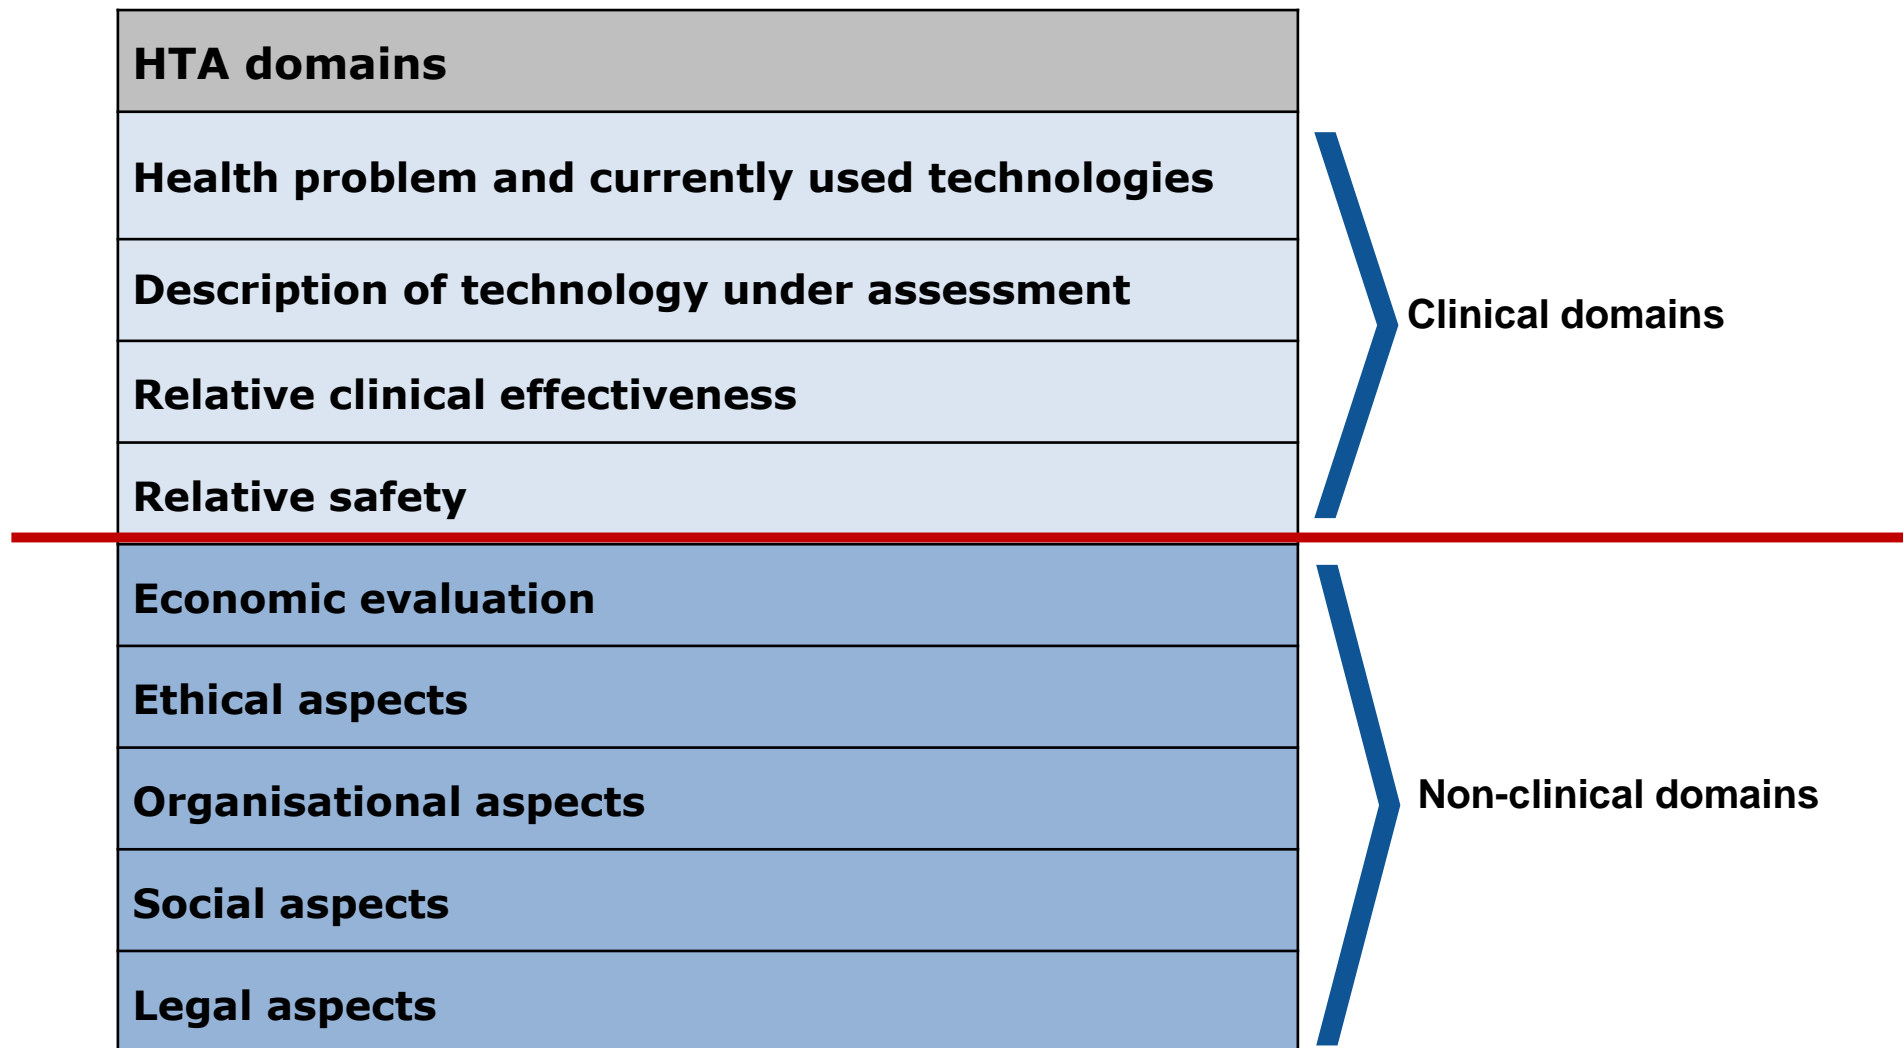 HTA domains
Health problem and currently used technologies
Description of technology under assessment
Relative clinical effectiveness
Relative safety
Clinical domains
Economic evaluation
Ethical aspects
Organisational aspects
Social aspects
Legal aspects
Non-clinical domains